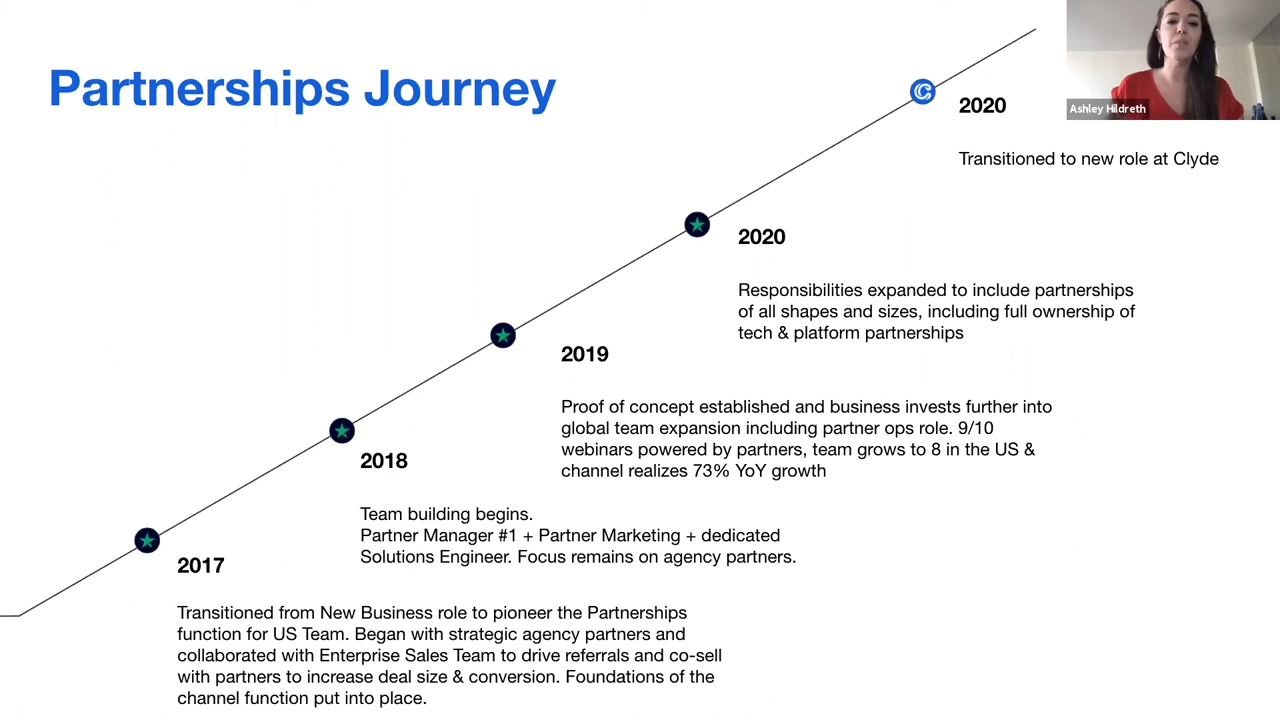 Partnerships Journey
Ashley Hildreth
2020
Transitioned to new role at Clyde
2020
Responsibilities expanded to include partnerships
of all shapes and sizes, including full ownership of
tech & platform partnerships
2019
Proof of concept established and business invests further into
global team expansion including partner ops role. 9/10
webinars powered by partners, team grows to 8 in the US &
channel realizes 73% YoY growth
2018
Team building begins.
Partner Manager #1 + Partner Marketing + dedicated
Solutions Engineer. Focus remains on agency partners.
2017
Transitioned from New Business role to pioneer the Partnerships
function for US Team. Began with strategic agency partners and
collaborated with Enterprise Sales Team to drive referrals and co-sell
with partners to increase deal size & conversion. Foundations of the
channel function put into place.